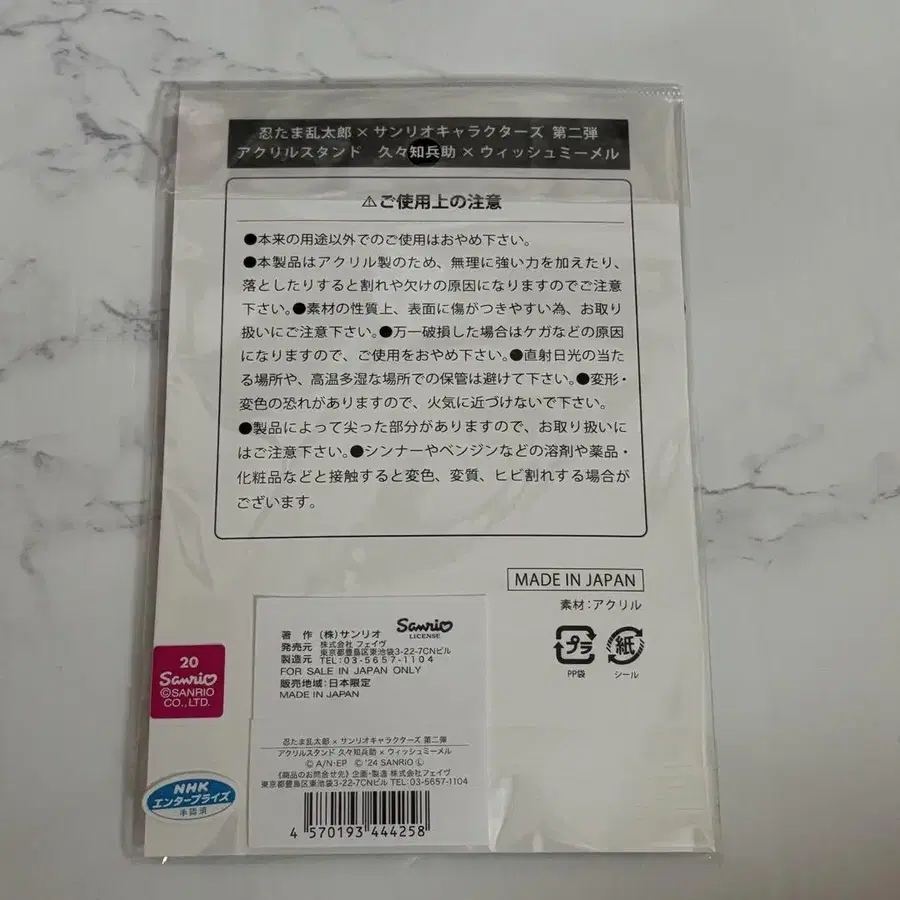 忍たま乱太郎 × サンリオキャラクターズ 第二弾
アクリルスタンド 久々知兵助 × ウィッシュミーメル
⚠ご使用上の注意
●本来の用途以外でのご使用はおやめ下さい。
●本製品はアクリル製のため、無理に強い力を加えたり、
落としたりすると割れや欠けの原因になりますのでご注意
下さい。●素材の性質上、表面に傷がつきやすい為、お取り
扱いにご注意下さい。●万一破損した場合はケガなどの原因
になりますので、ご使用をおやめ下さい。●直射日光の当た
る場所や、高温多湿な場所での保管は避けて下さい。●変形・
変色の恐れがありますので、火気に近づけないで下さい。
●製品によって尖った部分がありますので、お取り扱いに
はご注意下さい。●シンナーやベンジンなどの溶剤や薬品・
化粧品などと接触すると変色、変質、ヒビ割れする場合が
ございます。
MADE IN JAPAN
素材：アクリル
プラ
紙
PP袋
シール
著 作 (株)サンリオ
Sanrio
LICENSE
発売元 株式会社 フェイヴ
製造元 東京都豊島区東池袋3-22-7CNビル
TEL:03-5657-1104
FOR SALE IN JAPAN ONLY
販売地域:日本限定
MADE IN JAPAN
20
Sanrio
©SANRIO
CO., LTD.
忍たま乱太郎 × サンリオキャラクターズ 第二弾
アクリルスタンド 久々知兵助 × ウィッシュミーメル
© A/N･EP © '24 SANRIO Ⓛ
《商品のお問合せ先》企画・製造 株式会社フェイヴ
東京都豊島区東池袋3-22-7CNビル TEL:03-5657-1104
4 570193 444258
NHK
エンタープライズ